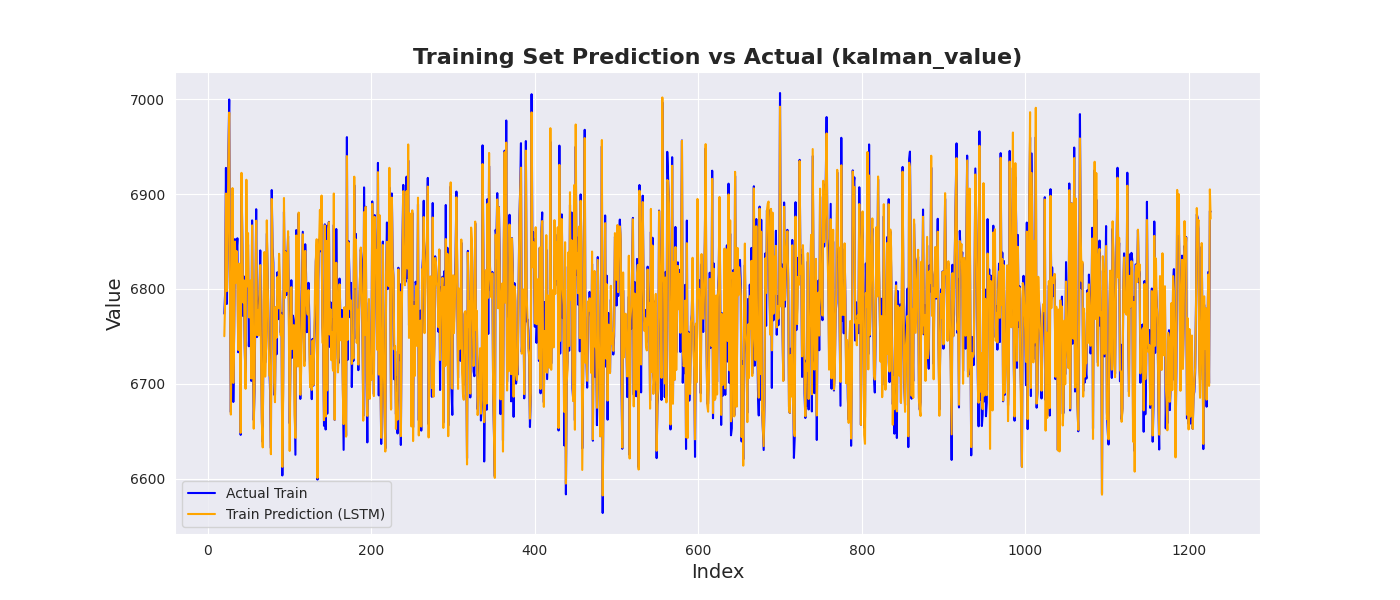 Training Set Prediction vs Actual (kalman_value)
7000
6900
6800
6700
6600
Value
Actual Train
Train Prediction (LSTM)
0 200 400 600 800 1000 1200
Index